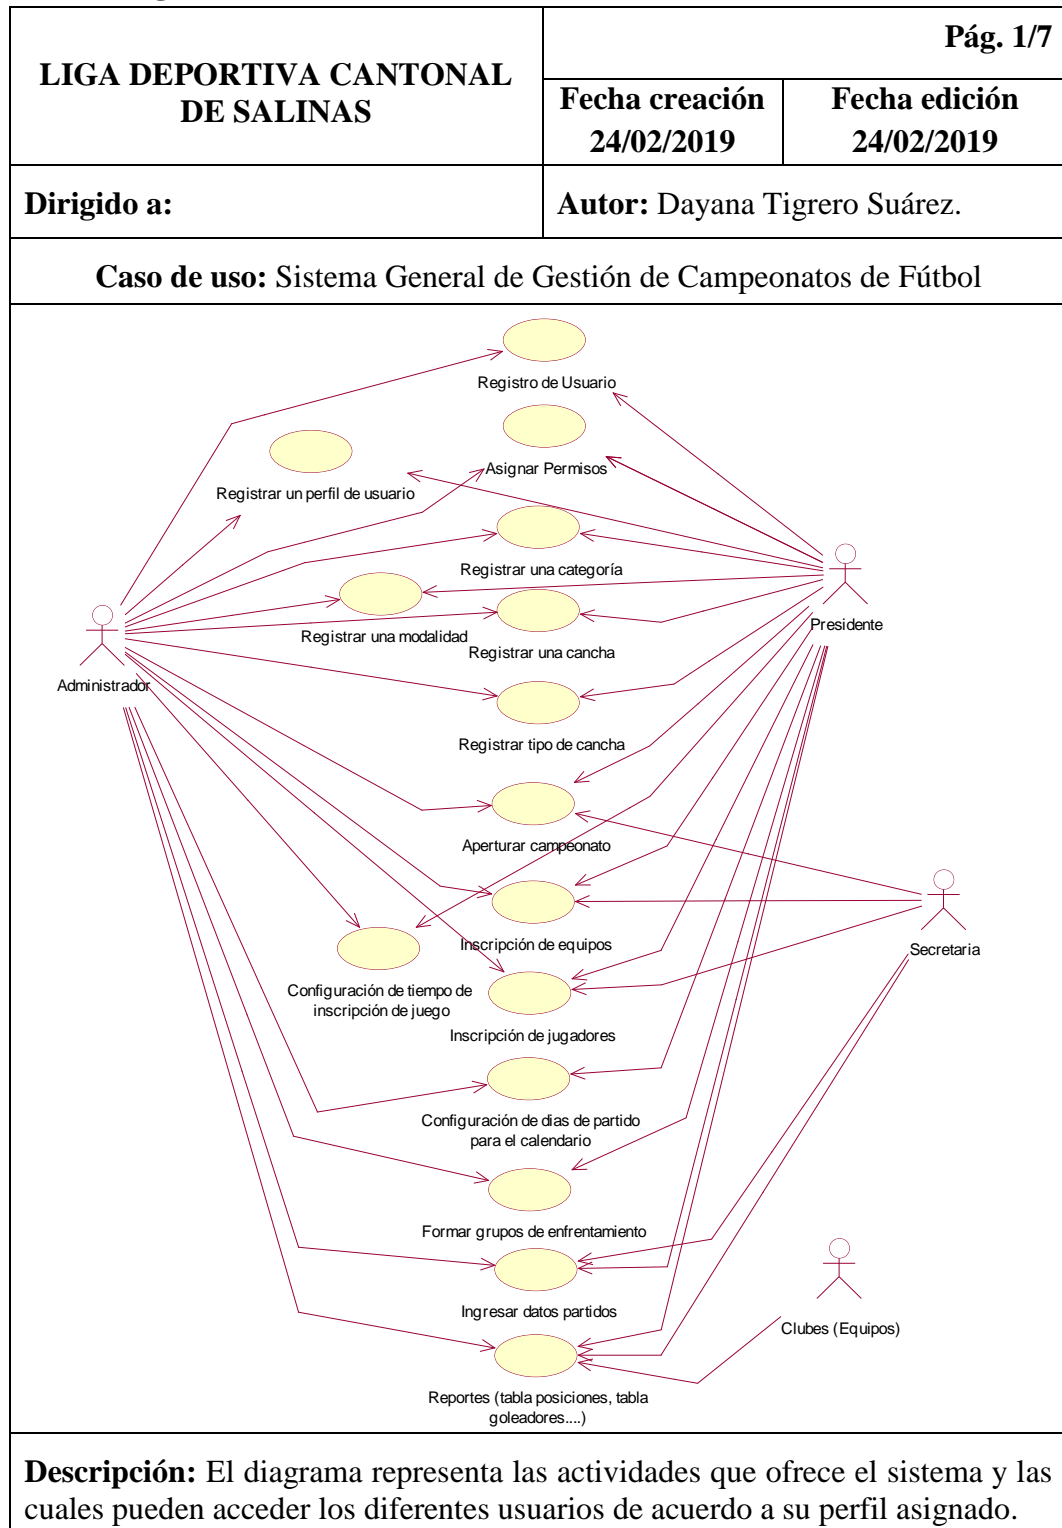 Pág. 1/7
LIGA DEPORTIVA CANTONAL
DE SALINAS
Fecha creación
24/02/2019
Fecha edición
24/02/2019
Dirigido a:
Autor: Dayana Tigrero Suárez.
Caso de uso: Sistema General de Gestión de Campeonatos de Fútbol
Registro de Usuario
Asignar Permisos
Registrar un perfil de usuario
Registrar una categoría
Presidente
Registrar una modalidad
Registrar una cancha
Administrador
Registrar tipo de cancha
Aperturar campeonato
Inscripción de equipos
Secretaria
Configuración de tiempo de
inscripción de juego
Inscripción de jugadores
Configuración de dias de partido
para el calendario
Formar grupos de enfrentamiento
Ingresar datos partidos
Clubes (Equipos)
Reportes (tabla posiciones, tabla
goleadores....)
Descripción: El diagrama representa las actividades que ofrece el sistema y las
cuales pueden acceder los diferentes usuarios de acuerdo a su perfil asignado.